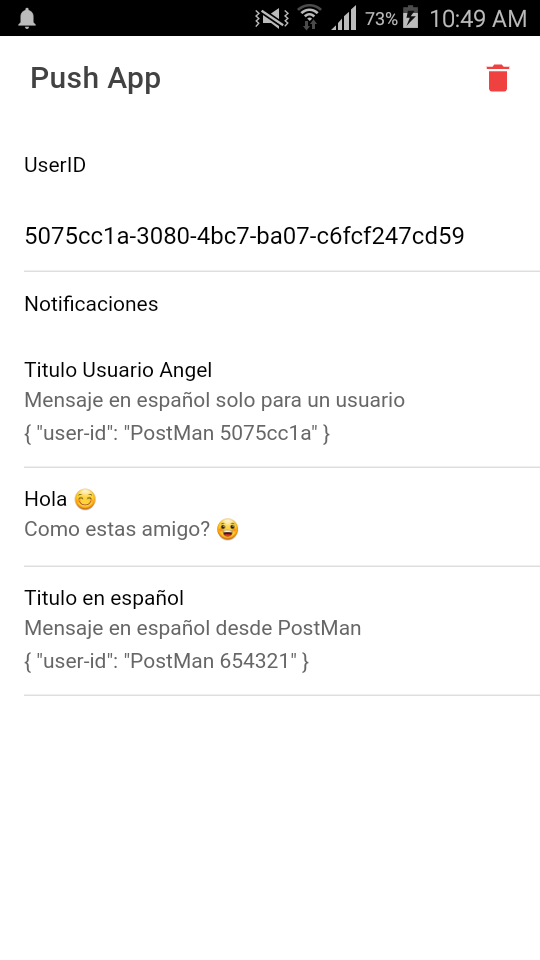 73% 10:49 AM
Push App
UserID
5075cc1a-3080-4bc7-ba07-c6fcf247cd59
Notificaciones
Titulo Usuario Angel
Mensaje en español solo para un usuario
{ "user-id": "PostMan 5075cc1a" }
Hola 😊
Como estas amigo? 😃
Titulo en español
Mensaje en español desde PostMan
{ "user-id": "PostMan 654321" }